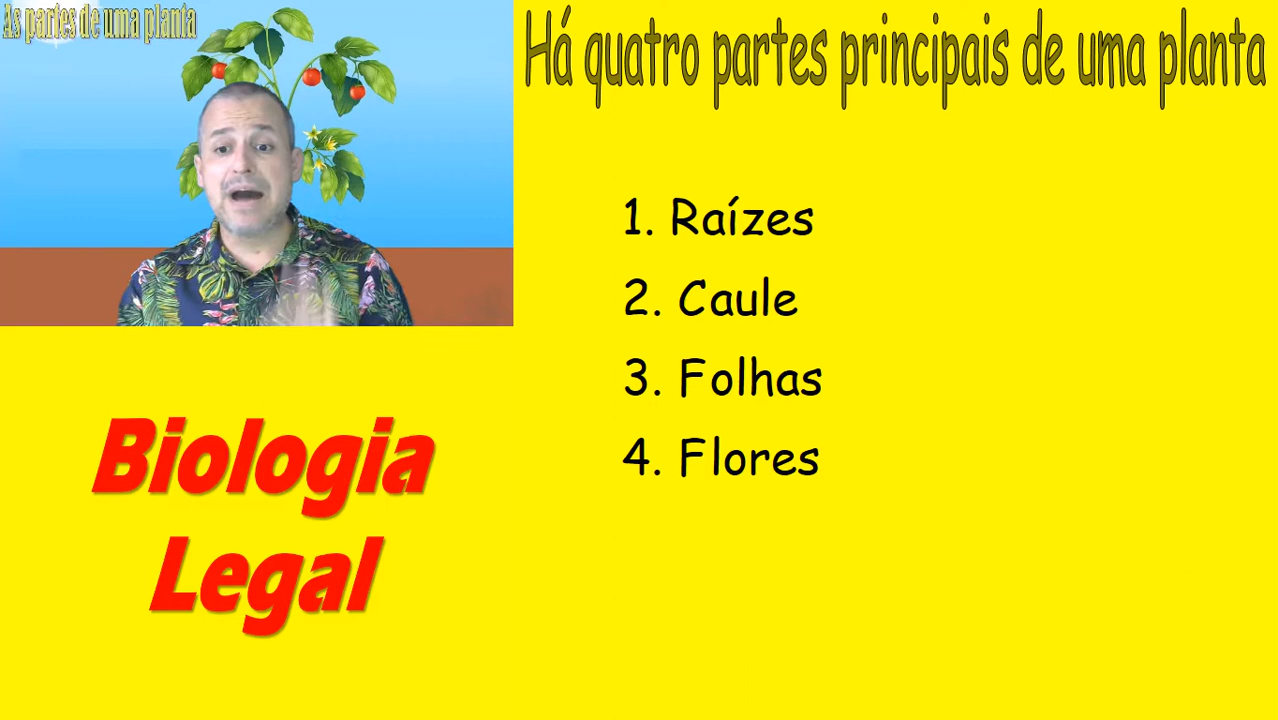 As partes de uma planta
Há quatro partes principais de uma planta
1. Raízes
2. Caule
3. Folhas
4. Flores
Biologia
Legal